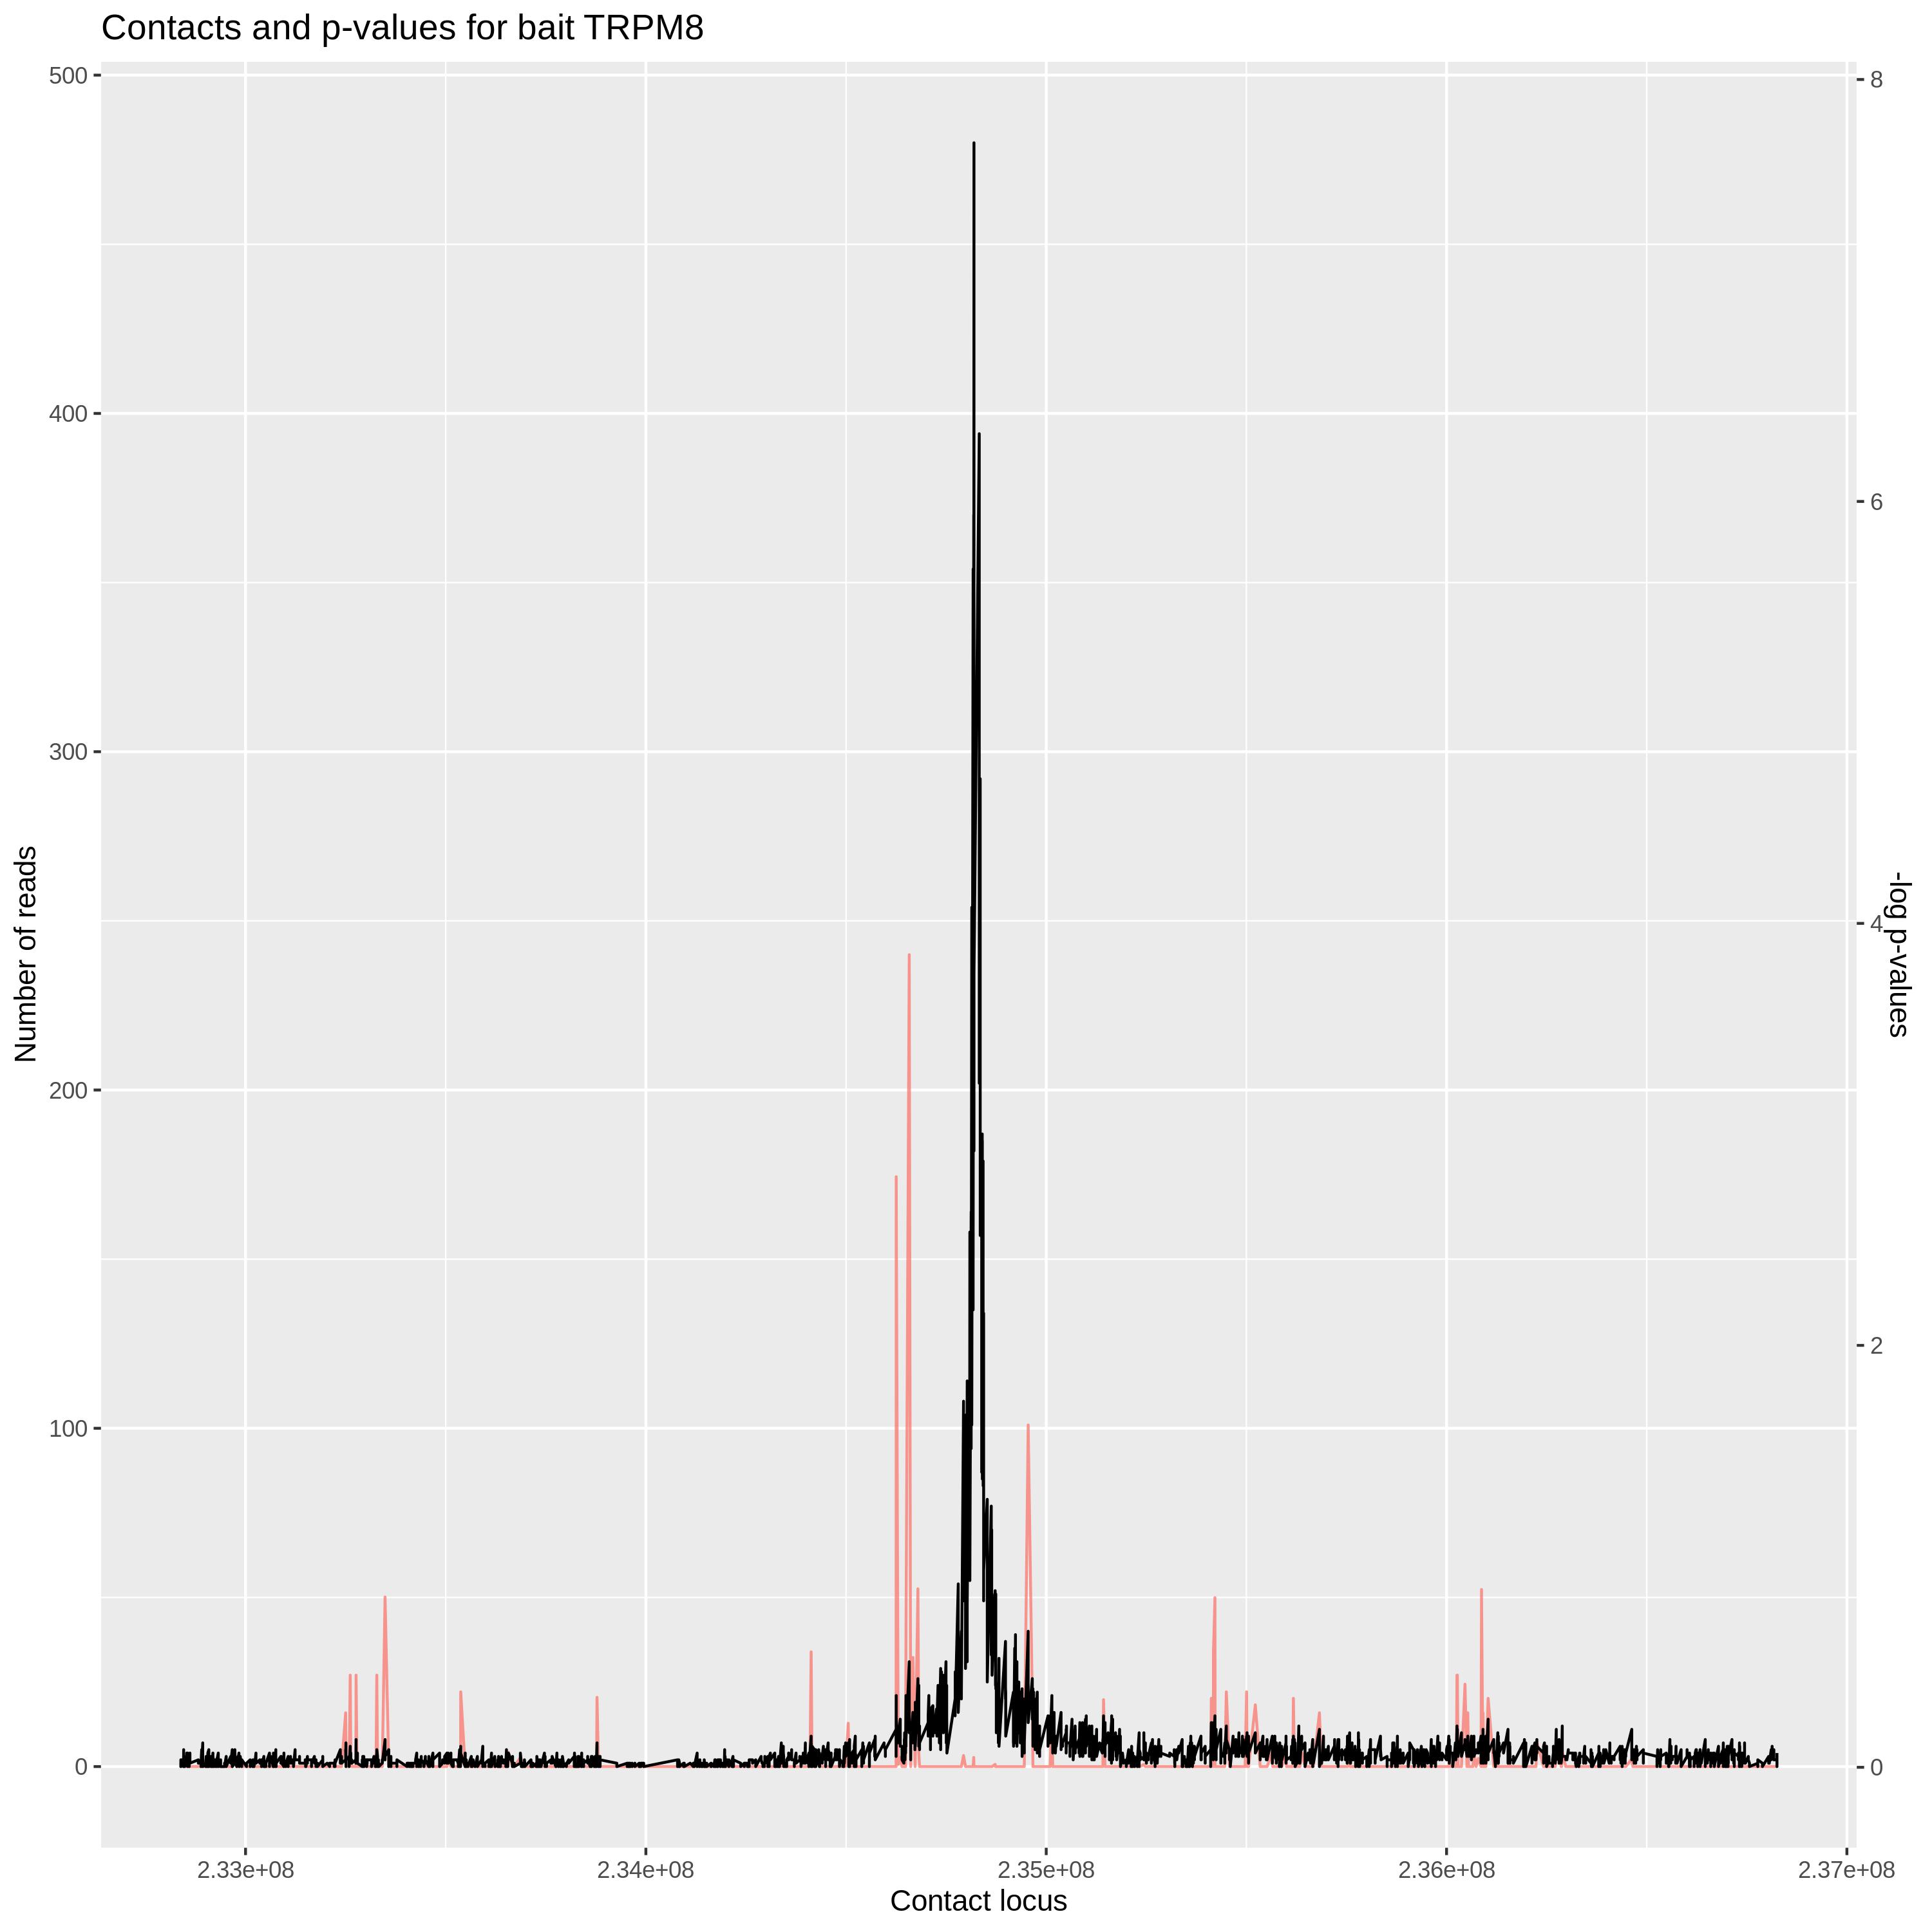 Contacts and p-values for bait TRPM8
500
400
300
200
100
0
Number of reads
8
6
4
2
0
-log p-values
2.33e+08
2.34e+08
2.35e+08
2.36e+08
2.37e+08
Contact locus